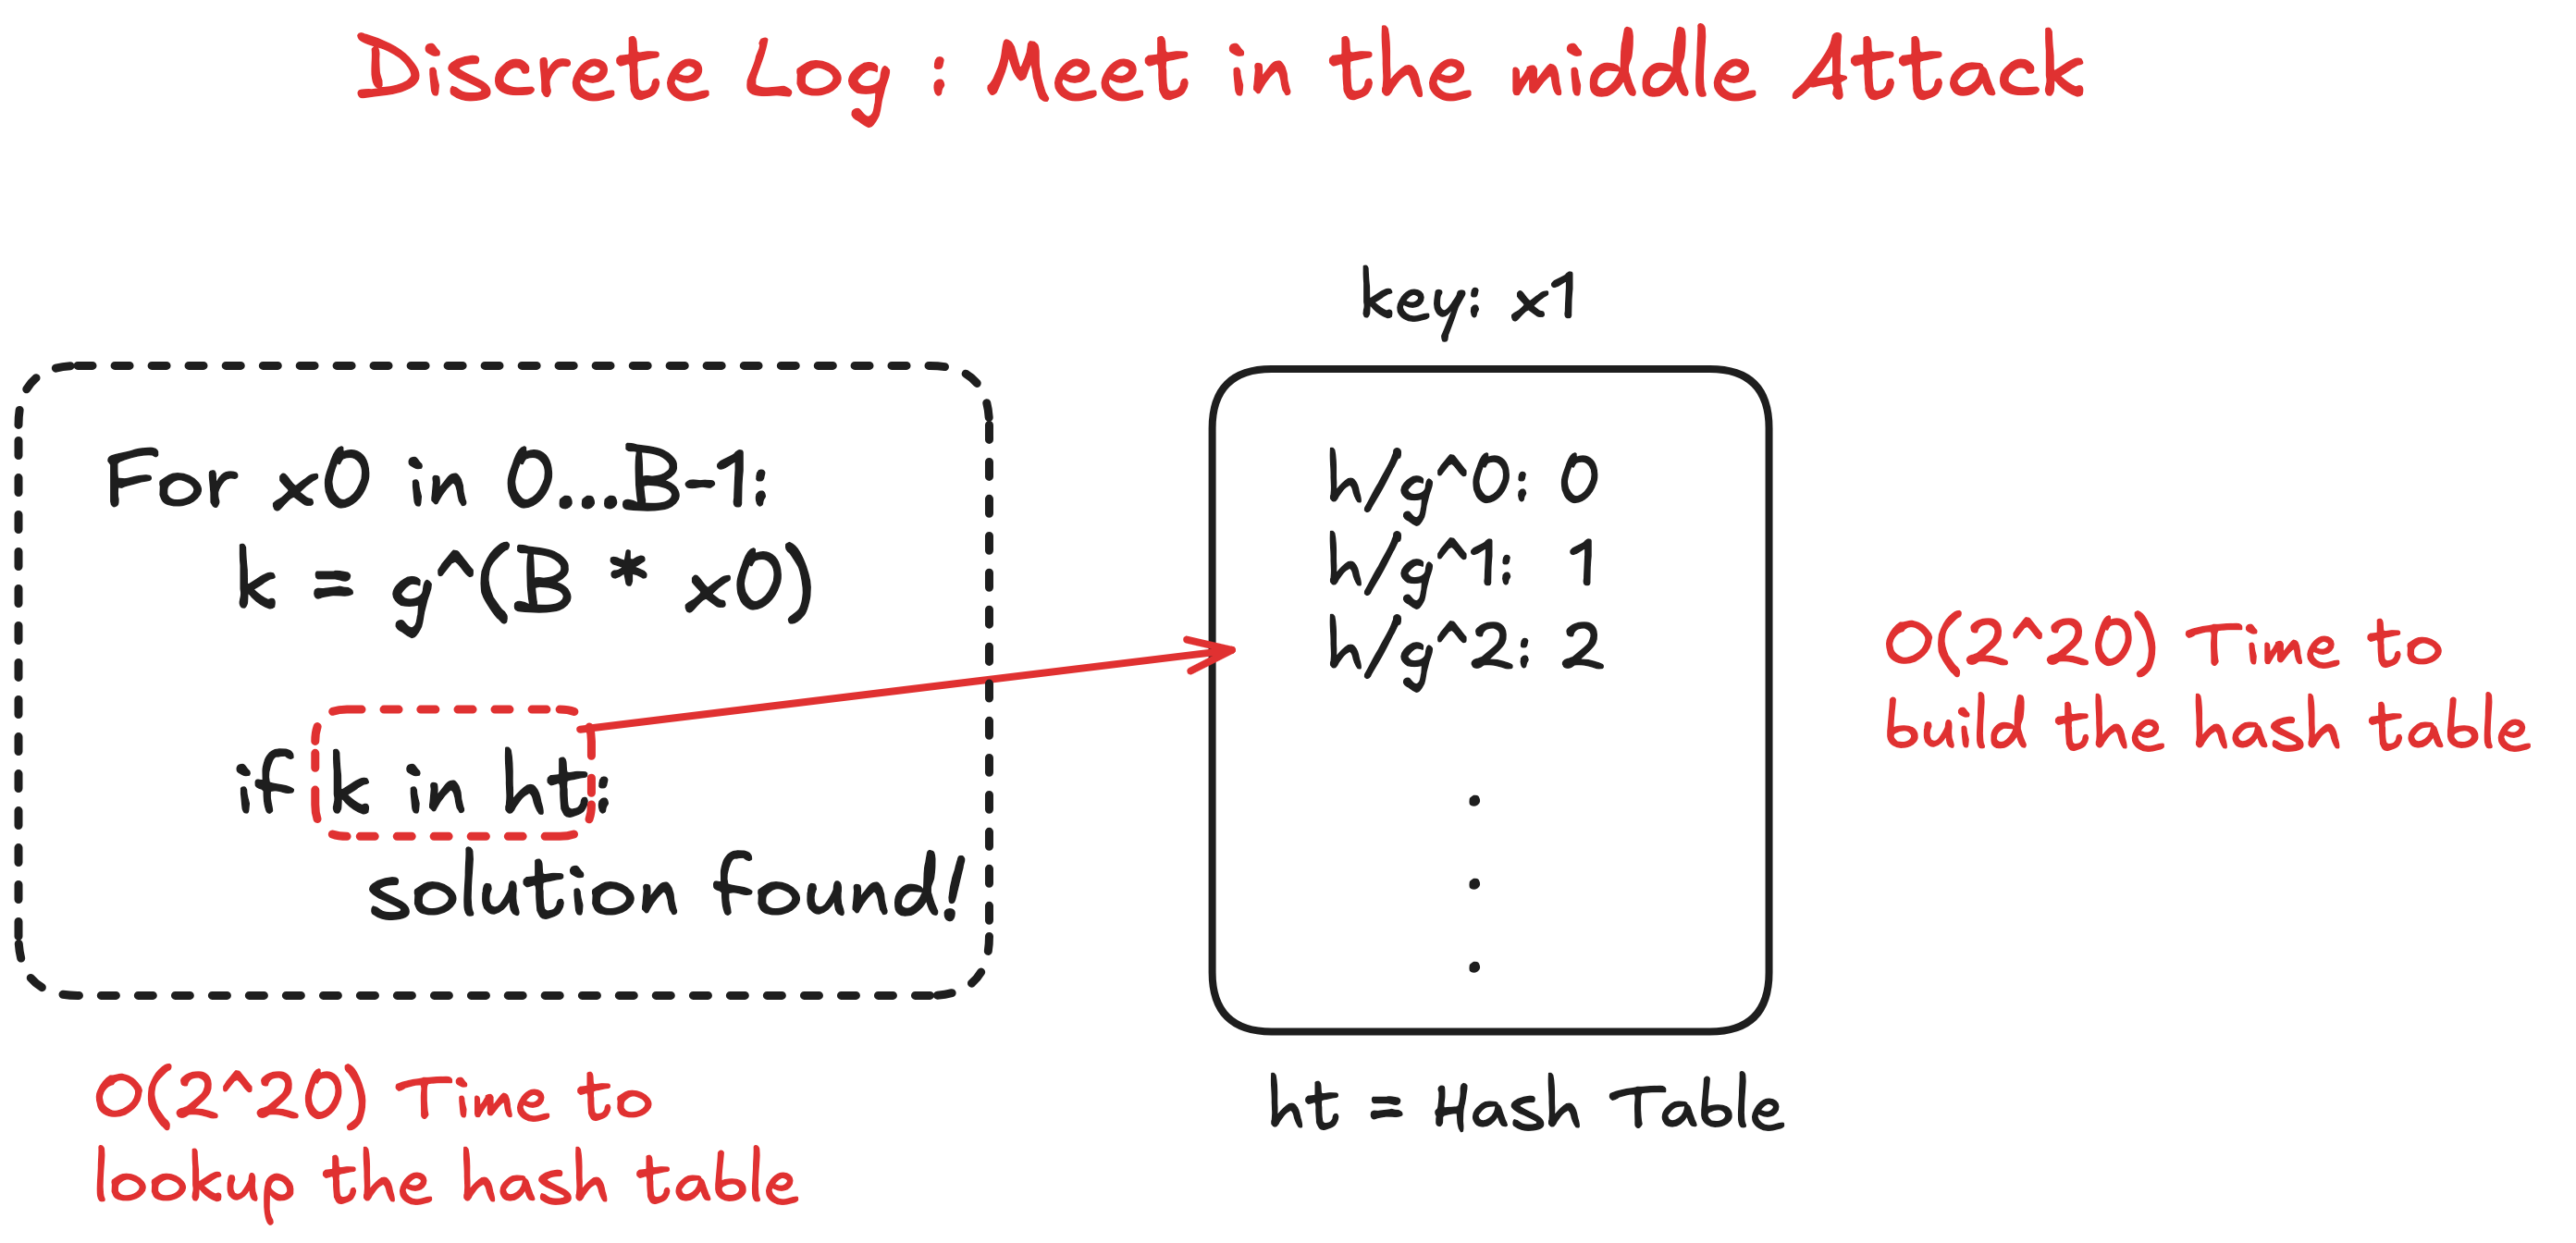 Discrete Log : Meet in the middle Attack
For x0 in 0...B-1:
k = g^(B * x0)
if k in ht:
solution found!
O(2^20) Time to
lookup the hash table
key: x1
h/g^0: 0
h/g^1: 1
h/g^2: 2
.
.
.
ht = Hash Table
O(2^20) Time to
build the hash table